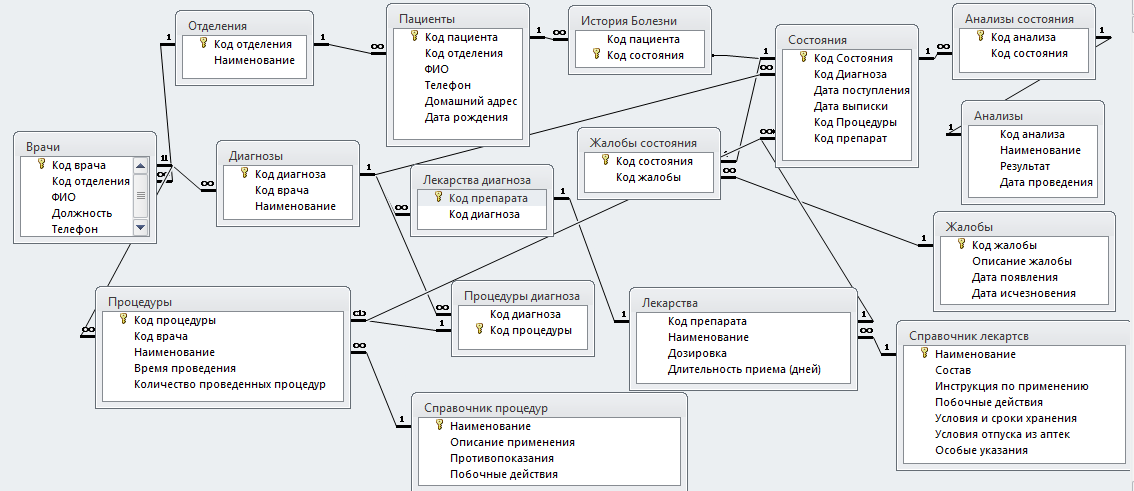 Отделения
Код отделения
Наименование
Пациенты
Код пациента
Код отделения
ФИО
Телефон
Домашний адрес
Дата рождения
История Болезни
Код пациента
Код состояния
Состояния
Код Состояния
Код Диагноза
Дата поступления
Дата выписки
Код Процедуры
Код препарат
Анализы состояния
Код анализа
Код состояния
Анализы
Код анализа
Наименование
Результат
Дата проведения
Врачи
Код врача
Код отделения
ФИО
Должность
Телефон
Диагнозы
Код диагноза
Код врача
Наименование
Лекарства диагноза
Код препарата
Код диагноза
Жалобы состояния
Код состояния
Код жалобы
Жалобы
Код жалобы
Описание жалобы
Дата появления
Дата исчезновения
Процедуры
Код процедуры
Код врача
Наименование
Время проведения
Количество проведенных процедур
Процедуры диагноза
Код диагноза
Код процедуры
Лекарства
Код препарата
Наименование
Дозировка
Длительность приема (дней)
Справочник лекартсв
Наименование
Состав
Инструкция по применению
Побочные действия
Условия и сроки хранения
Условия отпуска из аптек
Особые указания
Справочник процедур
Наименование
Описание применения
Противопоказания
Побочные действия